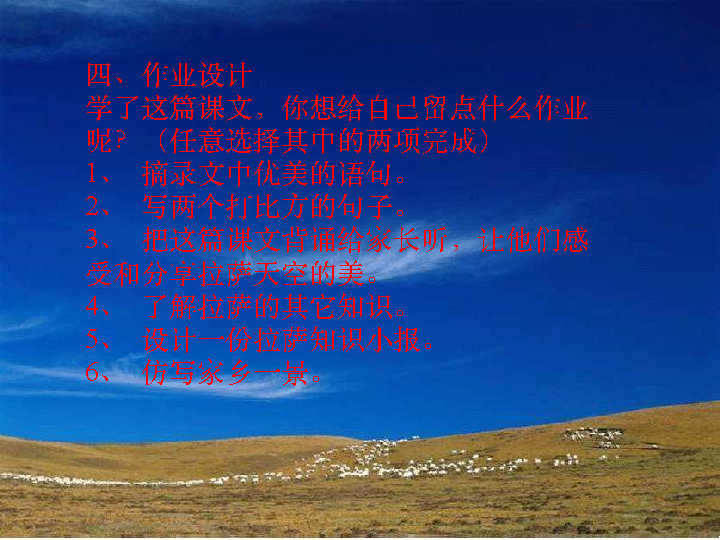 四、作业设计
学了这篇课文，你想给自己留点什么作业
呢？（任意选择其中的两项完成）
1、 摘录文中优美的语句。
2、 写两个打比方的句子。
3、 把这篇课文背诵给家长听，让他们感
受和分享拉萨天空的美。
4、 了解拉萨的其它知识。
5、 设计一份拉萨知识小报。
6、 仿写家乡一景。